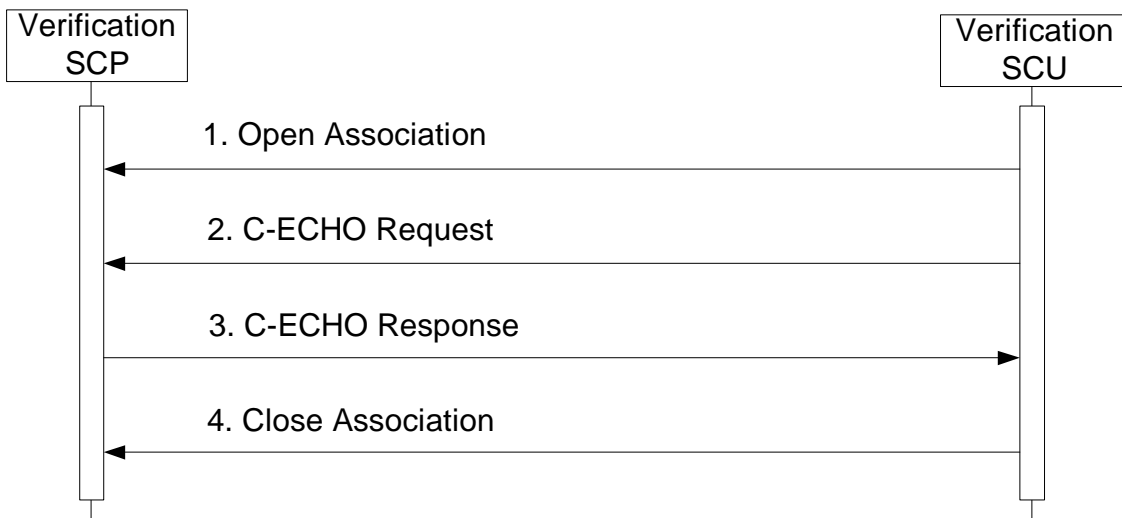 Verification
SCP
Verification
SCU
1. Open Association
2. C-ECHO Request
3. C-ECHO Response
4. Close Association